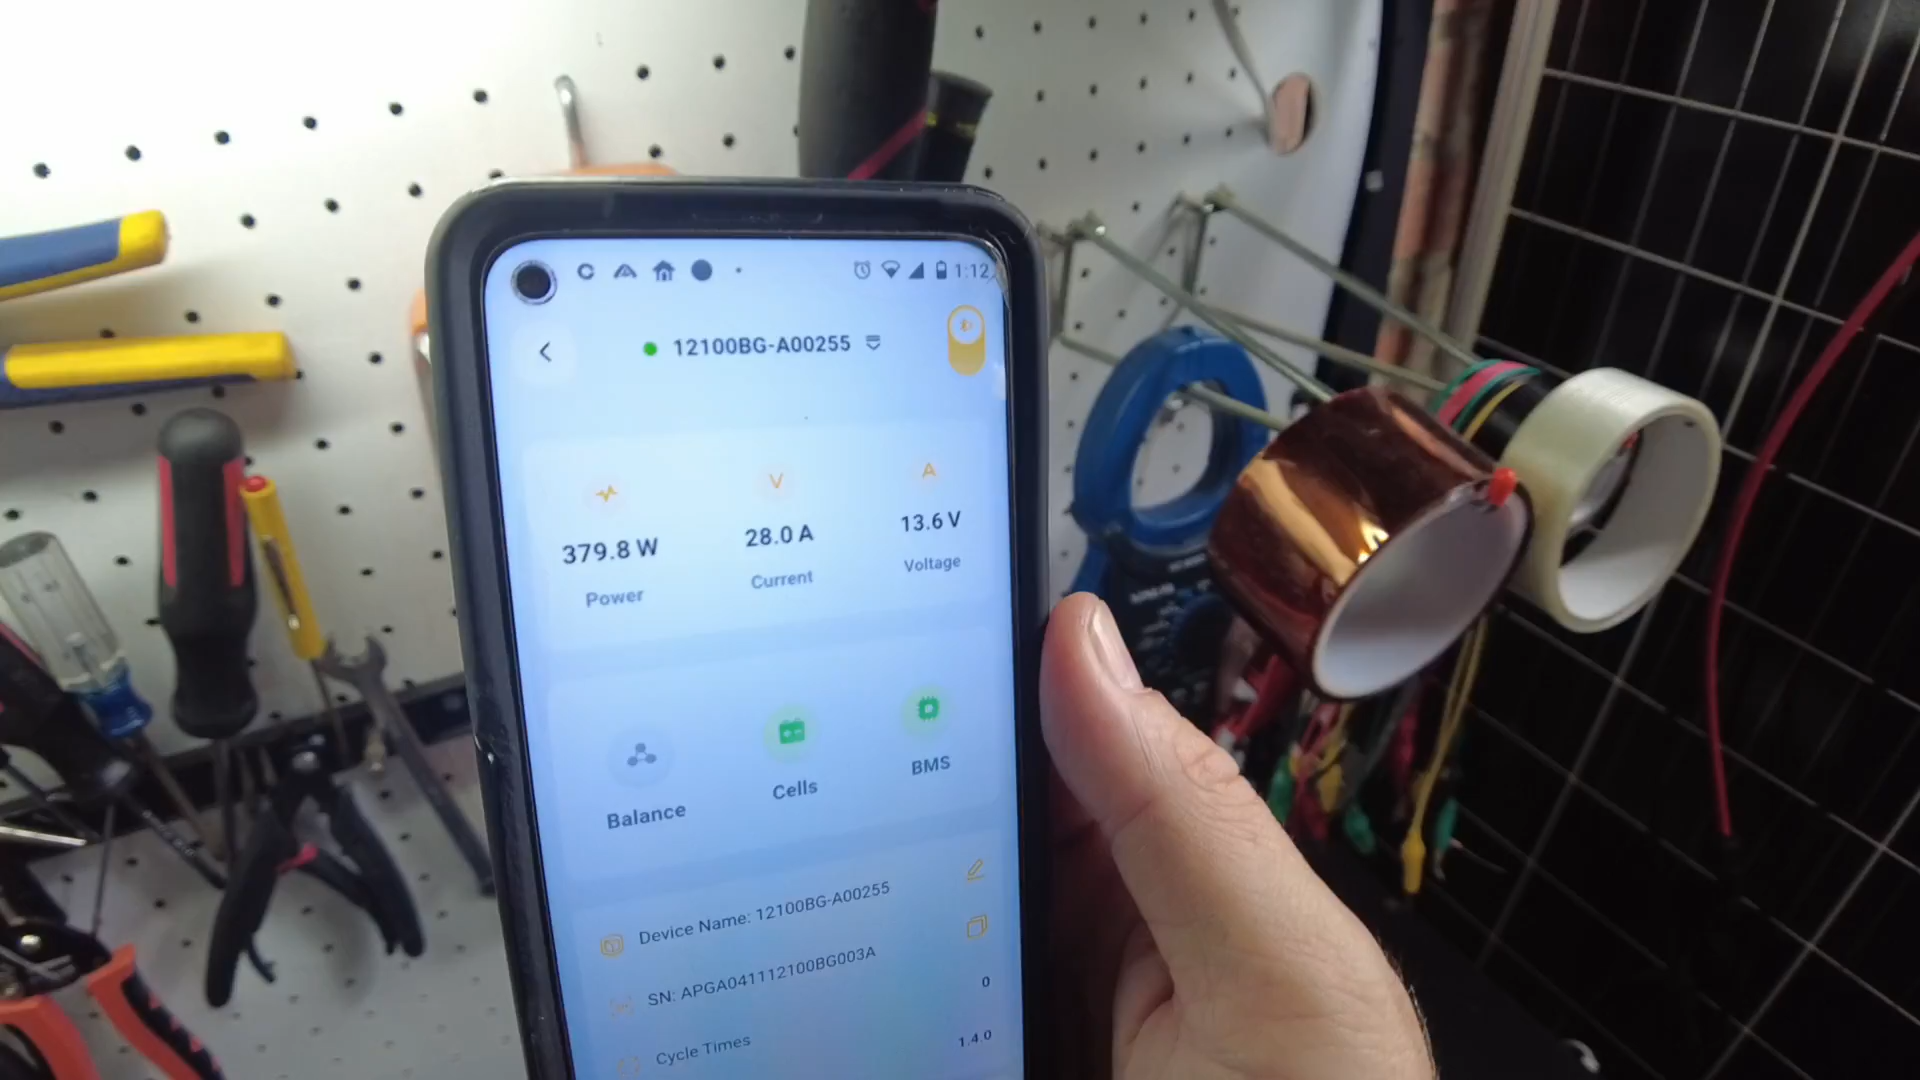 1:12
12100BG-A00255
V
A
379.8 W
28.0 A
13.6 V
Power
Current
Voltage
Balance
Cells
BMS
Device Name: 12100BG-A00255
SN: APGA041112100BG003A
Cycle Times
0
1.4.0